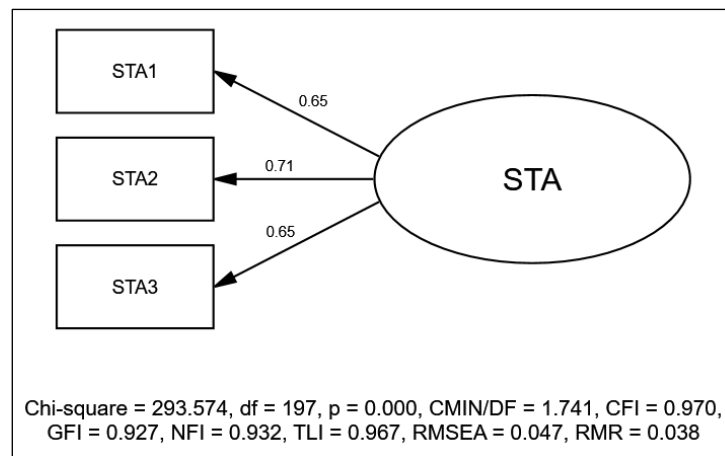 STA1
0.65
STA2
0.71
STA
0.65
STA3
Chi-square = 293.574, df = 197, p = 0.000, CMIN/DF = 1.741, CFI = 0.970,
GFI = 0.927, NFI = 0.932, TLI = 0.967, RMSEA = 0.047, RMR = 0.038